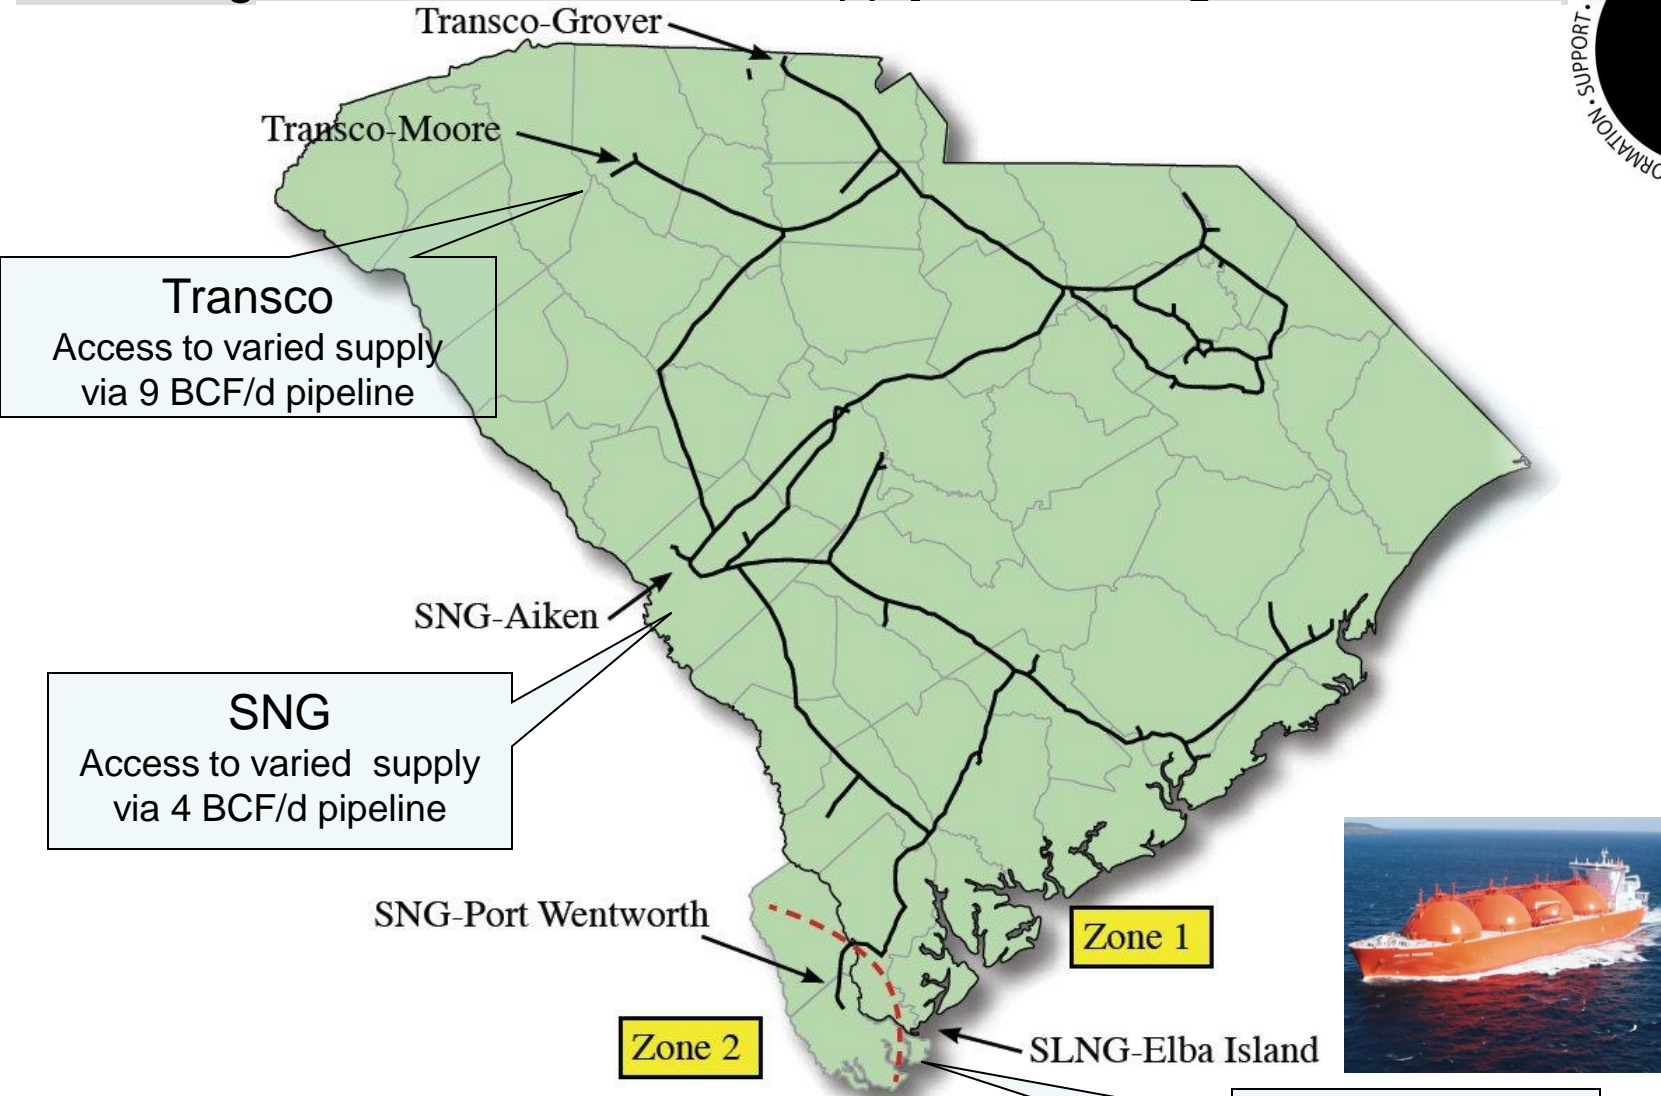 Transco-Grover
SUPPORT •
Transco-Moore
Transco
Access to varied supply
via 9 BCF/d pipeline
SNG-Aiken
SNG
Access to varied  supply
via 4 BCF/d pipeline
SNG-Port Wentworth
Zone 1
Zone 2
SLNG-Elba Island